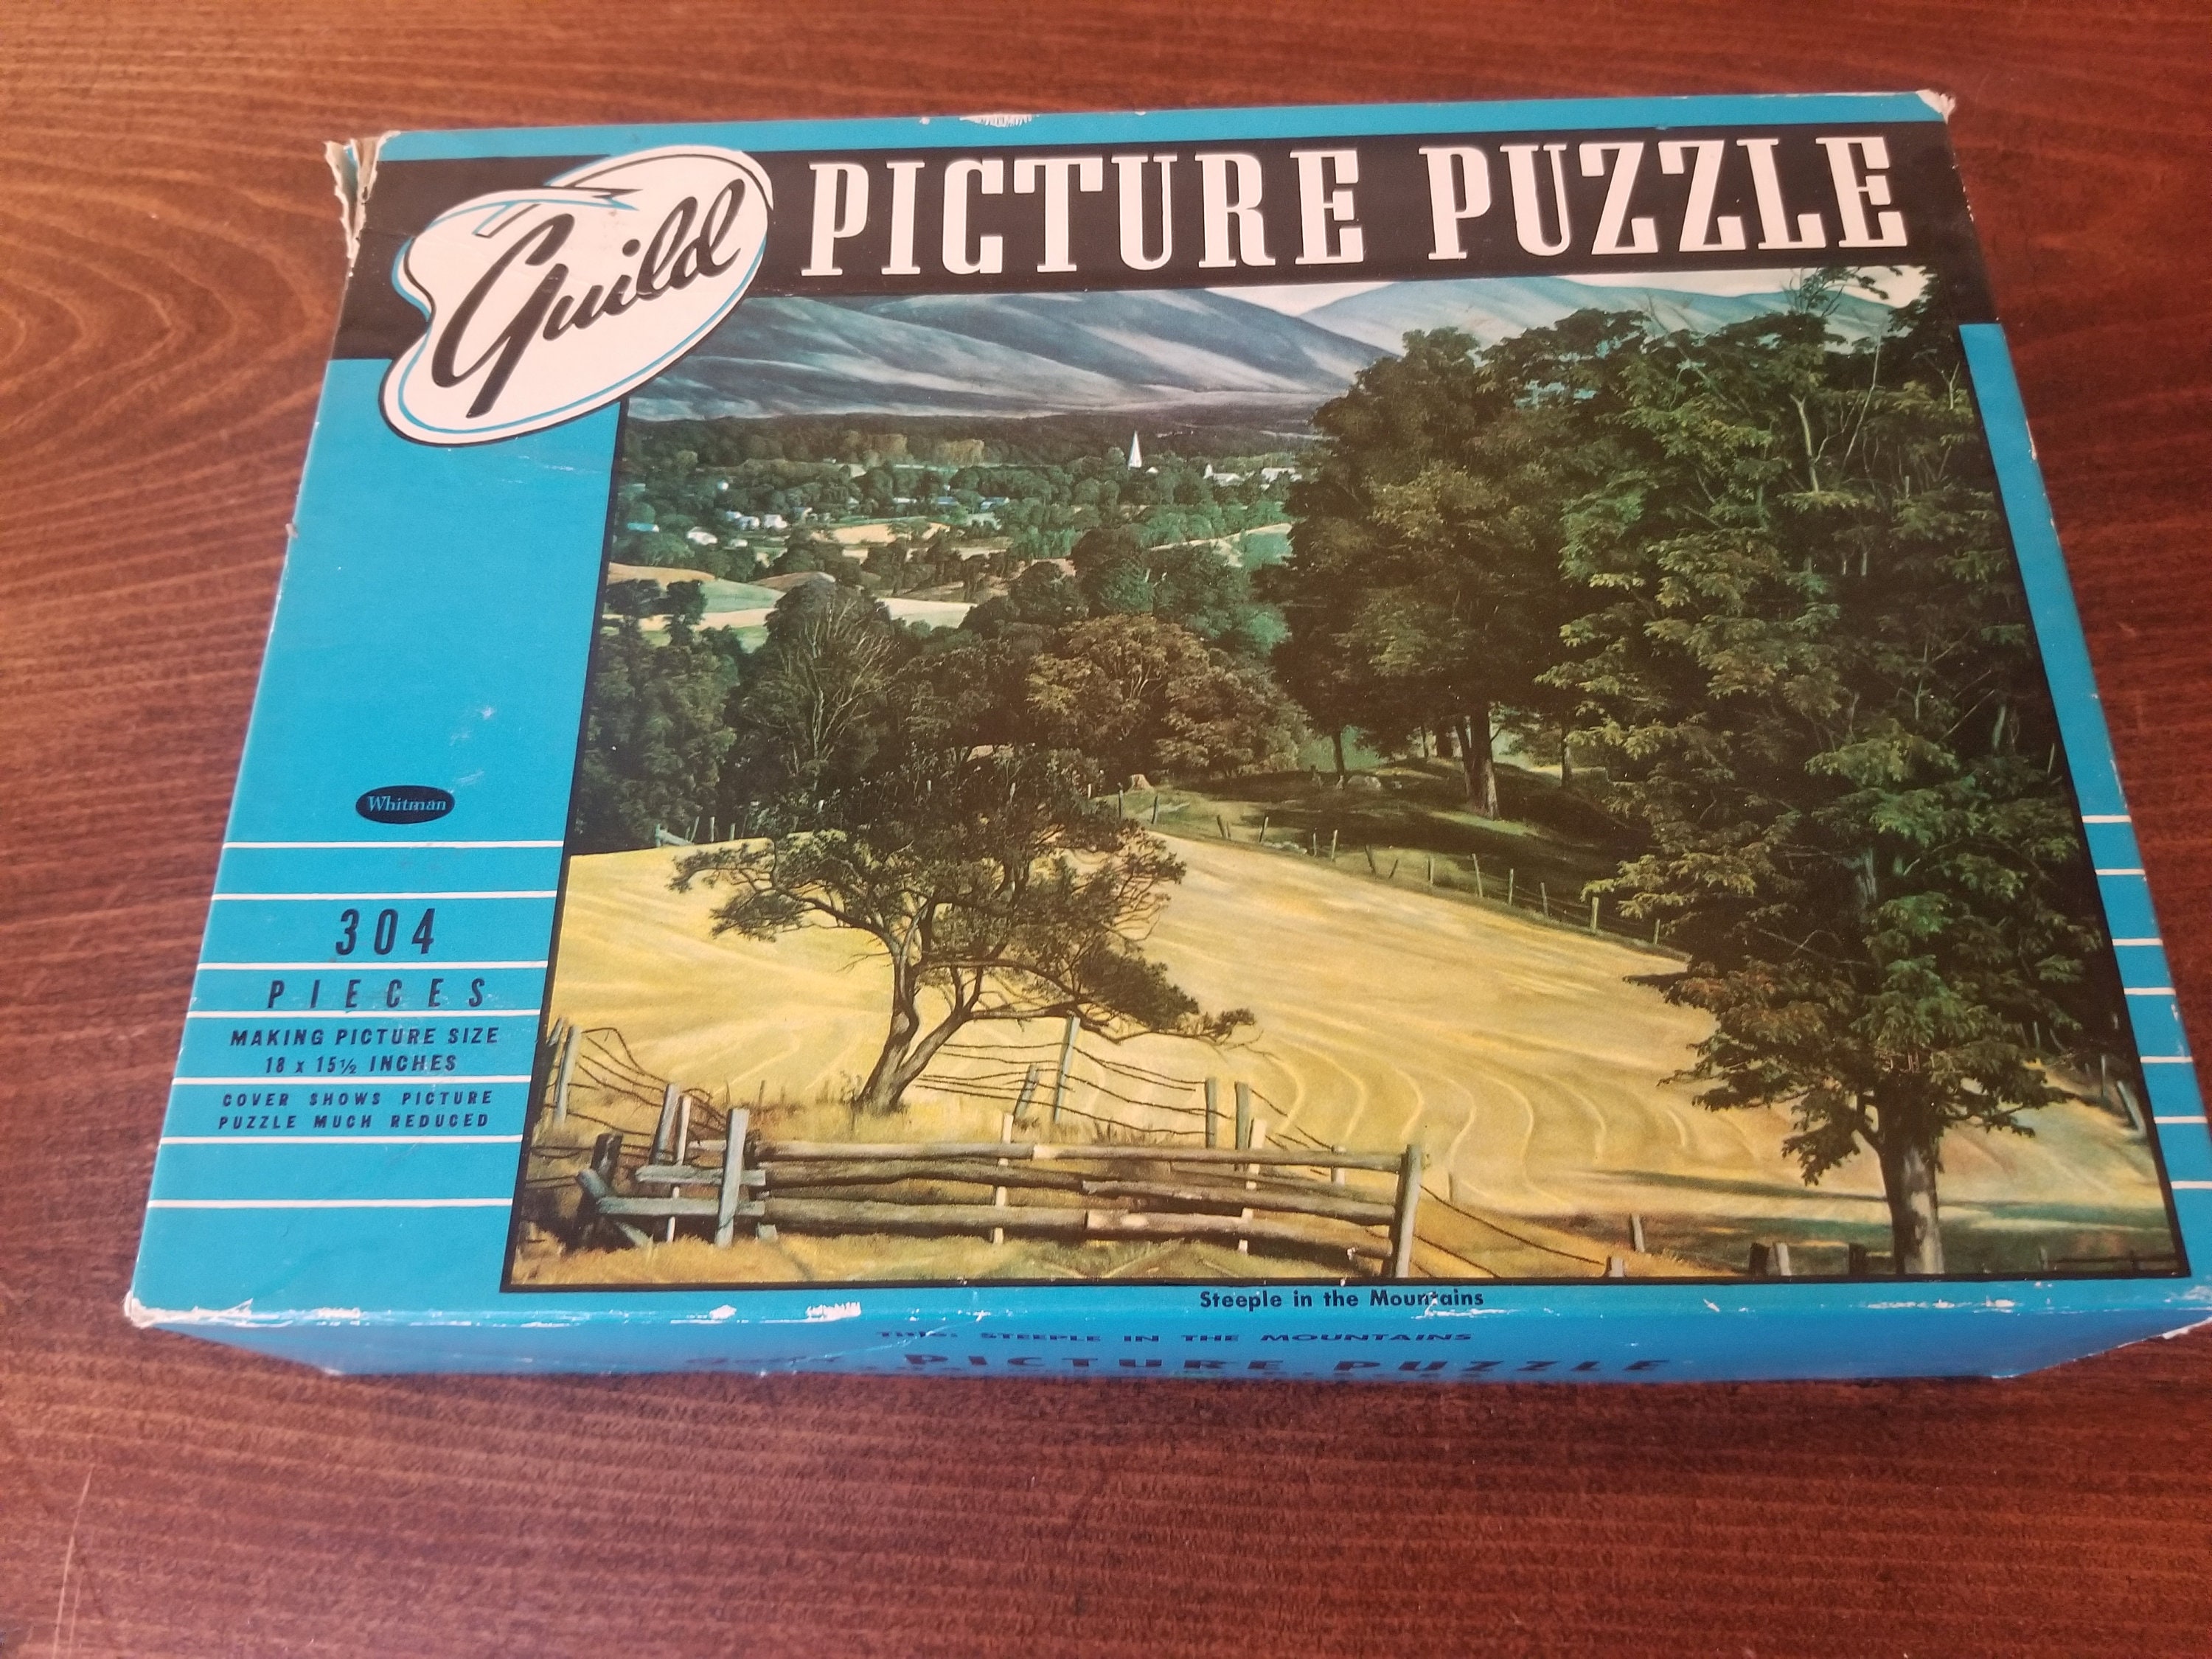 Guild
PICTURE PUZZLE
Whitman
304
PIECES
MAKING PICTURE SIZE
18 x 15½ INCHES
COVER SHOWS PICTURE
PUZZLE MUCH REDUCED
Steeple in the Mountains
Title: STEEPLE IN THE MOUNTAINS
PICTURE PUZZLE